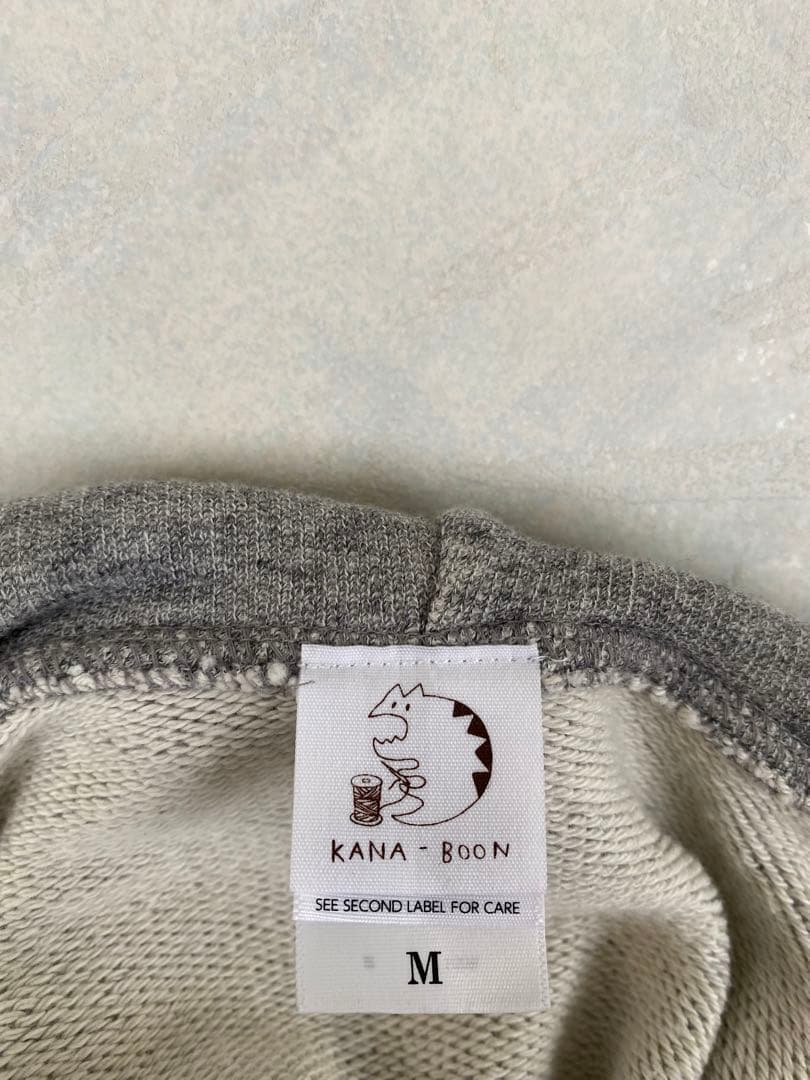 KANA - BOON
SEE SECOND LABEL FOR CARE
M